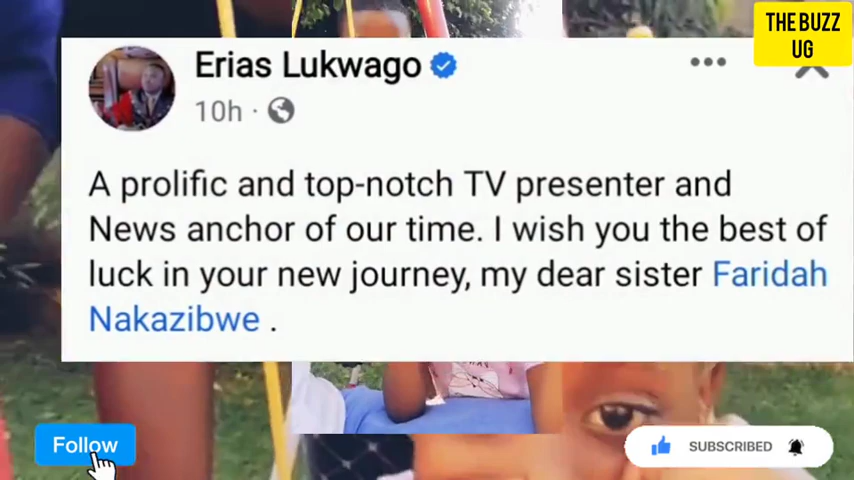 THE BUZZ
UG
Erias Lukwago
10h ·
A prolific and top-notch TV presenter and
News anchor of our time. I wish you the best of
luck in your new journey, my dear sister Faridah
Nakazibwe .
Follow
SUBSCRIBED